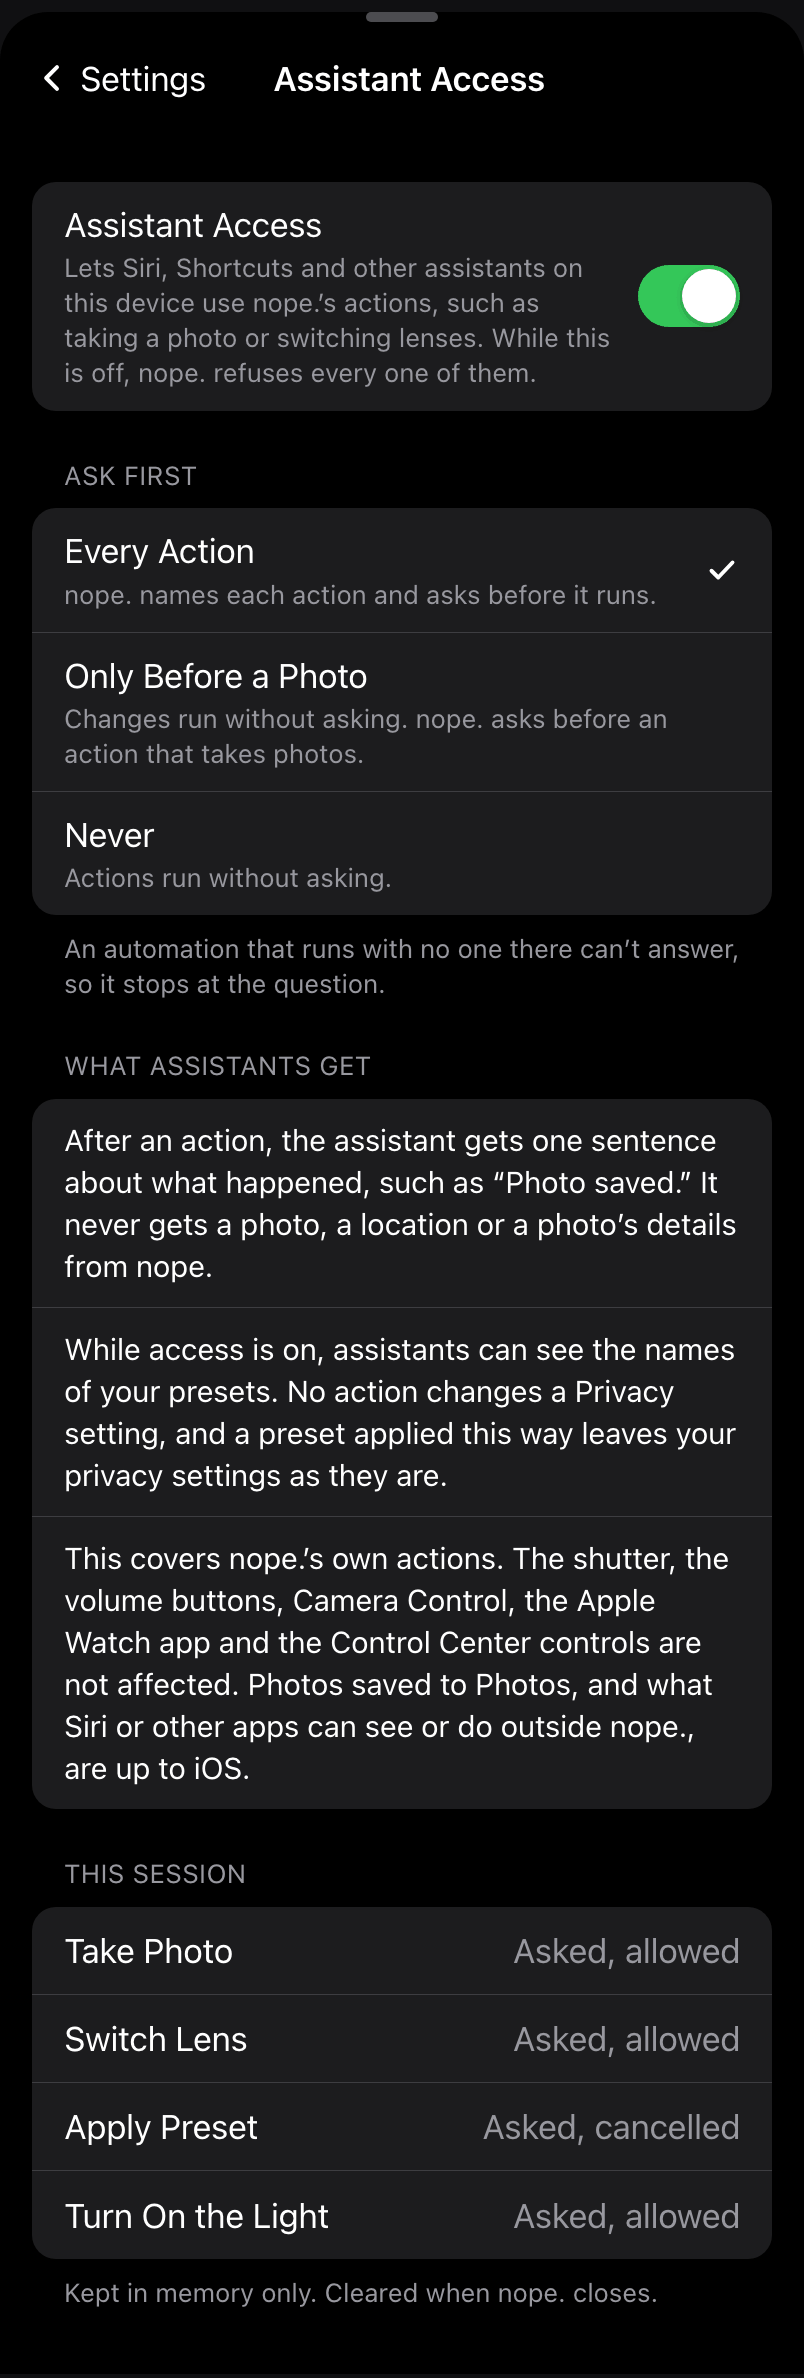 Settings
Assistant Access
Assistant Access
Lets Siri, Shortcuts and other assistants on
this device use nope.’s actions, such as
taking a photo or switching lenses. While this
is off, nope. refuses every one of them.
ASK FIRST
Every Action
nope. names each action and asks before it runs.
Only Before a Photo
Changes run without asking. nope. asks before an
action that takes photos.
Never
Actions run without asking.
An automation that runs with no one there can’t answer,
so it stops at the question.
WHAT ASSISTANTS GET
After an action, the assistant gets one sentence
about what happened, such as “Photo saved.” It
never gets a photo, a location or a photo’s details
from nope.
While access is on, assistants can see the names
of your presets. No action changes a Privacy
setting, and a preset applied this way leaves your
privacy settings as they are.
This covers nope.’s own actions. The shutter, the
volume buttons, Camera Control, the Apple
Watch app and the Control Center controls are
not affected. Photos saved to Photos, and what
Siri or other apps can see or do outside nope.,
are up to iOS.
THIS SESSION
Take Photo Asked, allowed
Switch Lens Asked, allowed
Apply Preset Asked, cancelled
Turn On the Light Asked, allowed
Kept in memory only. Cleared when nope. closes.